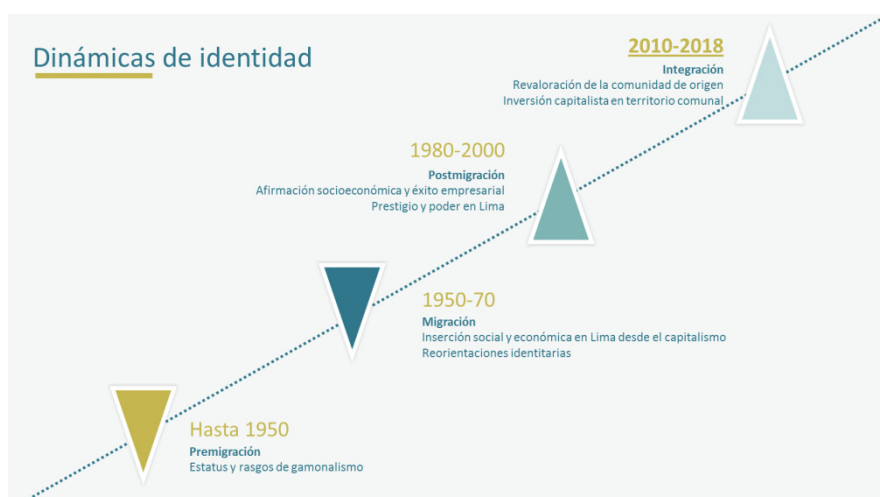 Dinámicas de identidad
2010-2018
Integración
Revaloración de la comunidad de origen
Inversión capitalista en territorio comunal
1980-2000
Postmigración
Afirmación socioeconómica y éxito empresarial
Prestigio y poder en Lima
1950-70
Migración
Inserción social y económica en Lima desde el capitalismo
Reorientaciones identitarias
Hasta 1950
Premigración
Estatus y rasgos de gamonalismo